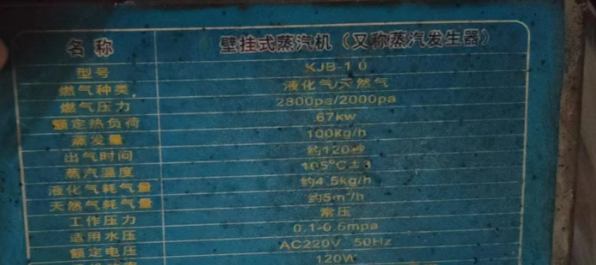 名称 壁挂式蒸汽机（又称蒸汽发生器）
型号 XJB-1.0
燃气种类 液化气/天然气
燃气压力 2800pa/2000pa
额定热负荷 67kw
蒸发量 100kg/h
出气时间 约120秒
蒸汽温度 105°C±1
液化气耗气量 约4.5kg/h
天然气耗气量 约5m³/h
工作压力 常压
适用水压 0.1-0.6mpa
额定电压 AC220V 50Hz
120W